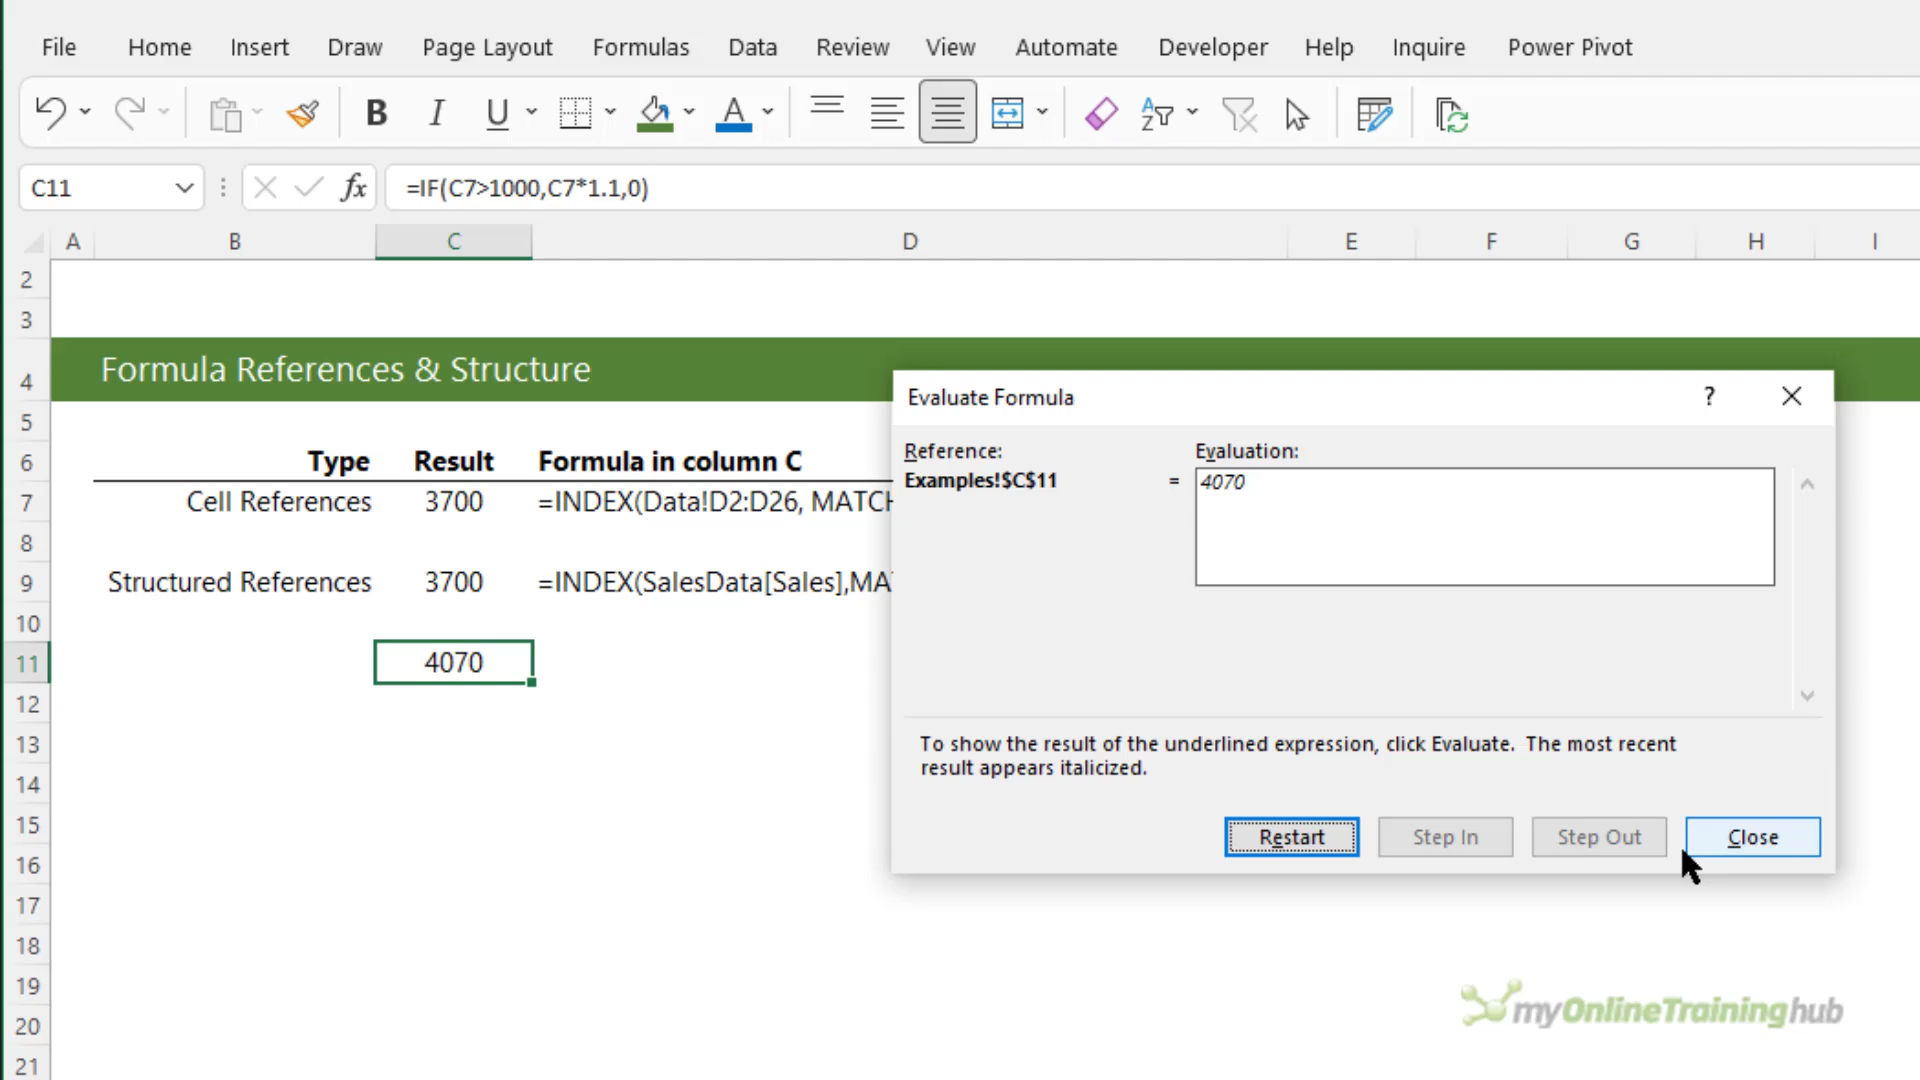 File Home Insert Draw Page Layout Formulas Data Review View Automate Developer Help Inquire Power Pivot
B I U A A Z
C11 fx =IF(C7>1000,C7*1.1,0)
A B C D E F G H I
2
3
4 Formula References & Structure
5
6 Type Result Formula in column C
7 Cell References 3700 =INDEX(Data!D2:D26, MATCH
8
9 Structured References 3700 =INDEX(SalesData[Sales],MA
10
11 4070
12
13
14
15
16
17
18
19
20
21
Evaluate Formula ?
Reference: Evaluation:
Examples!$C$11 = 4070
To show the result of the underlined expression, click Evaluate. The most recent
result appears italicized.
Restart Step In Step Out Close
myOnlineTraininghub